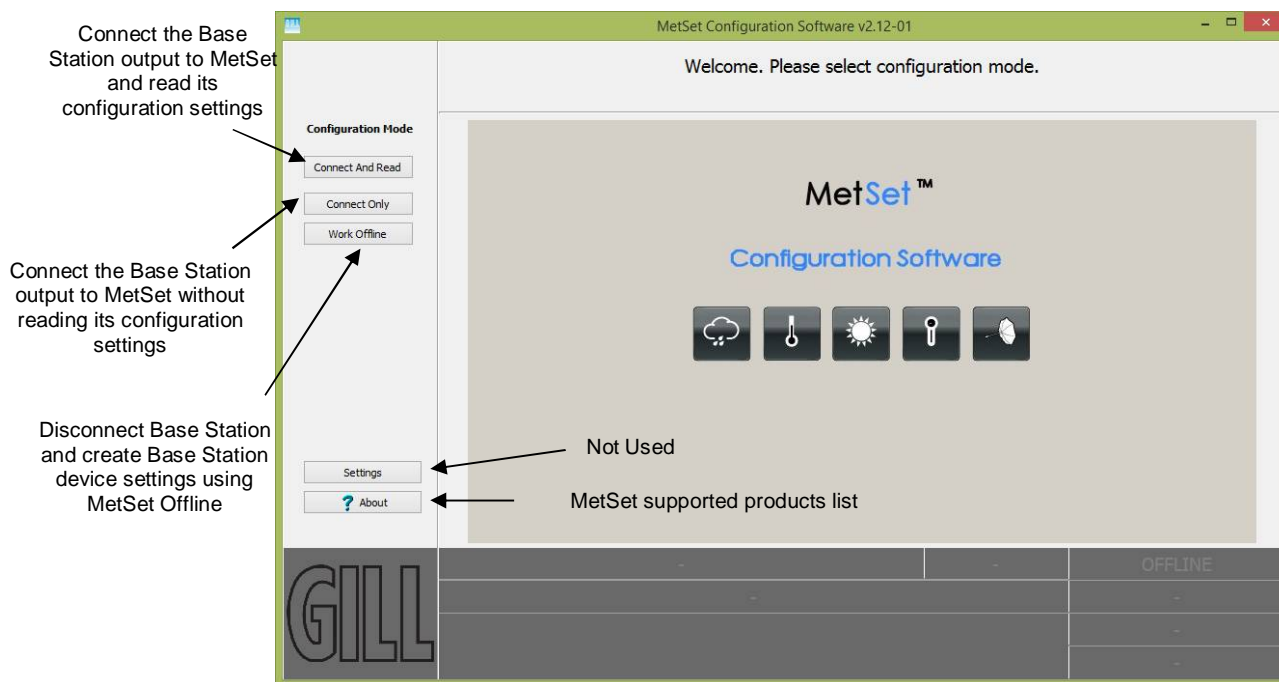 Connect the Base
Station output to MetSet
and read its
configuration settings
Connect the Base Station
output to MetSet without
reading its configuration
settings
Disconnect Base Station
and create Base Station
device settings using
MetSet Offline
MetSet Configuration Software v2.12-01
Welcome. Please select configuration mode.
Configuration Mode
Connect And Read
Connect Only
Work Offline
MetSet™
Configuration Software
Settings
Not Used
? About
MetSet supported products list
GILL
- - OFFLINE
- -
-
-